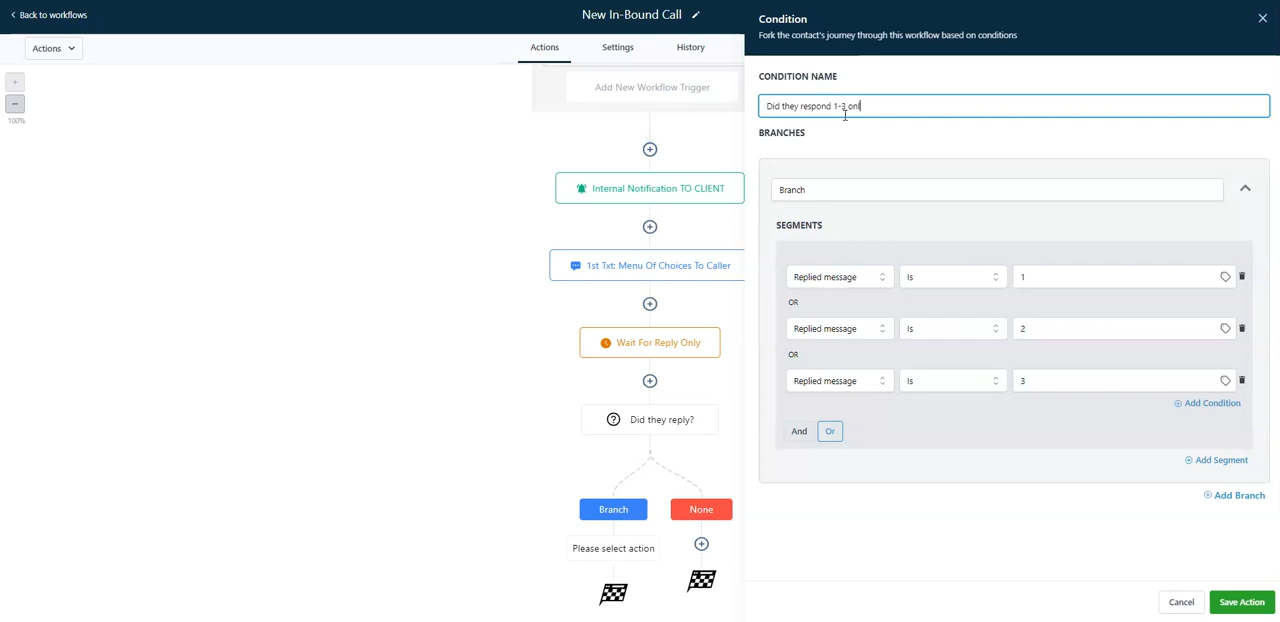 Back to workflows
New In-Bound Call
Condition
Fork the contact's journey through this workflow based on conditions
Actions
Actions
Settings
History
+
−
100%
Add New Workflow Trigger
Internal Notification TO CLIENT
1st Txt: Menu Of Choices To Caller
Wait For Reply Only
Did they reply?
Branch
None
Please select action
CONDITION NAME
Did they respond 1-3 onl
BRANCHES
Branch
SEGMENTS
Replied message
Is
1
OR
Replied message
Is
2
OR
Replied message
Is
3
Add Condition
And
Or
Add Segment
Add Branch
Cancel
Save Action